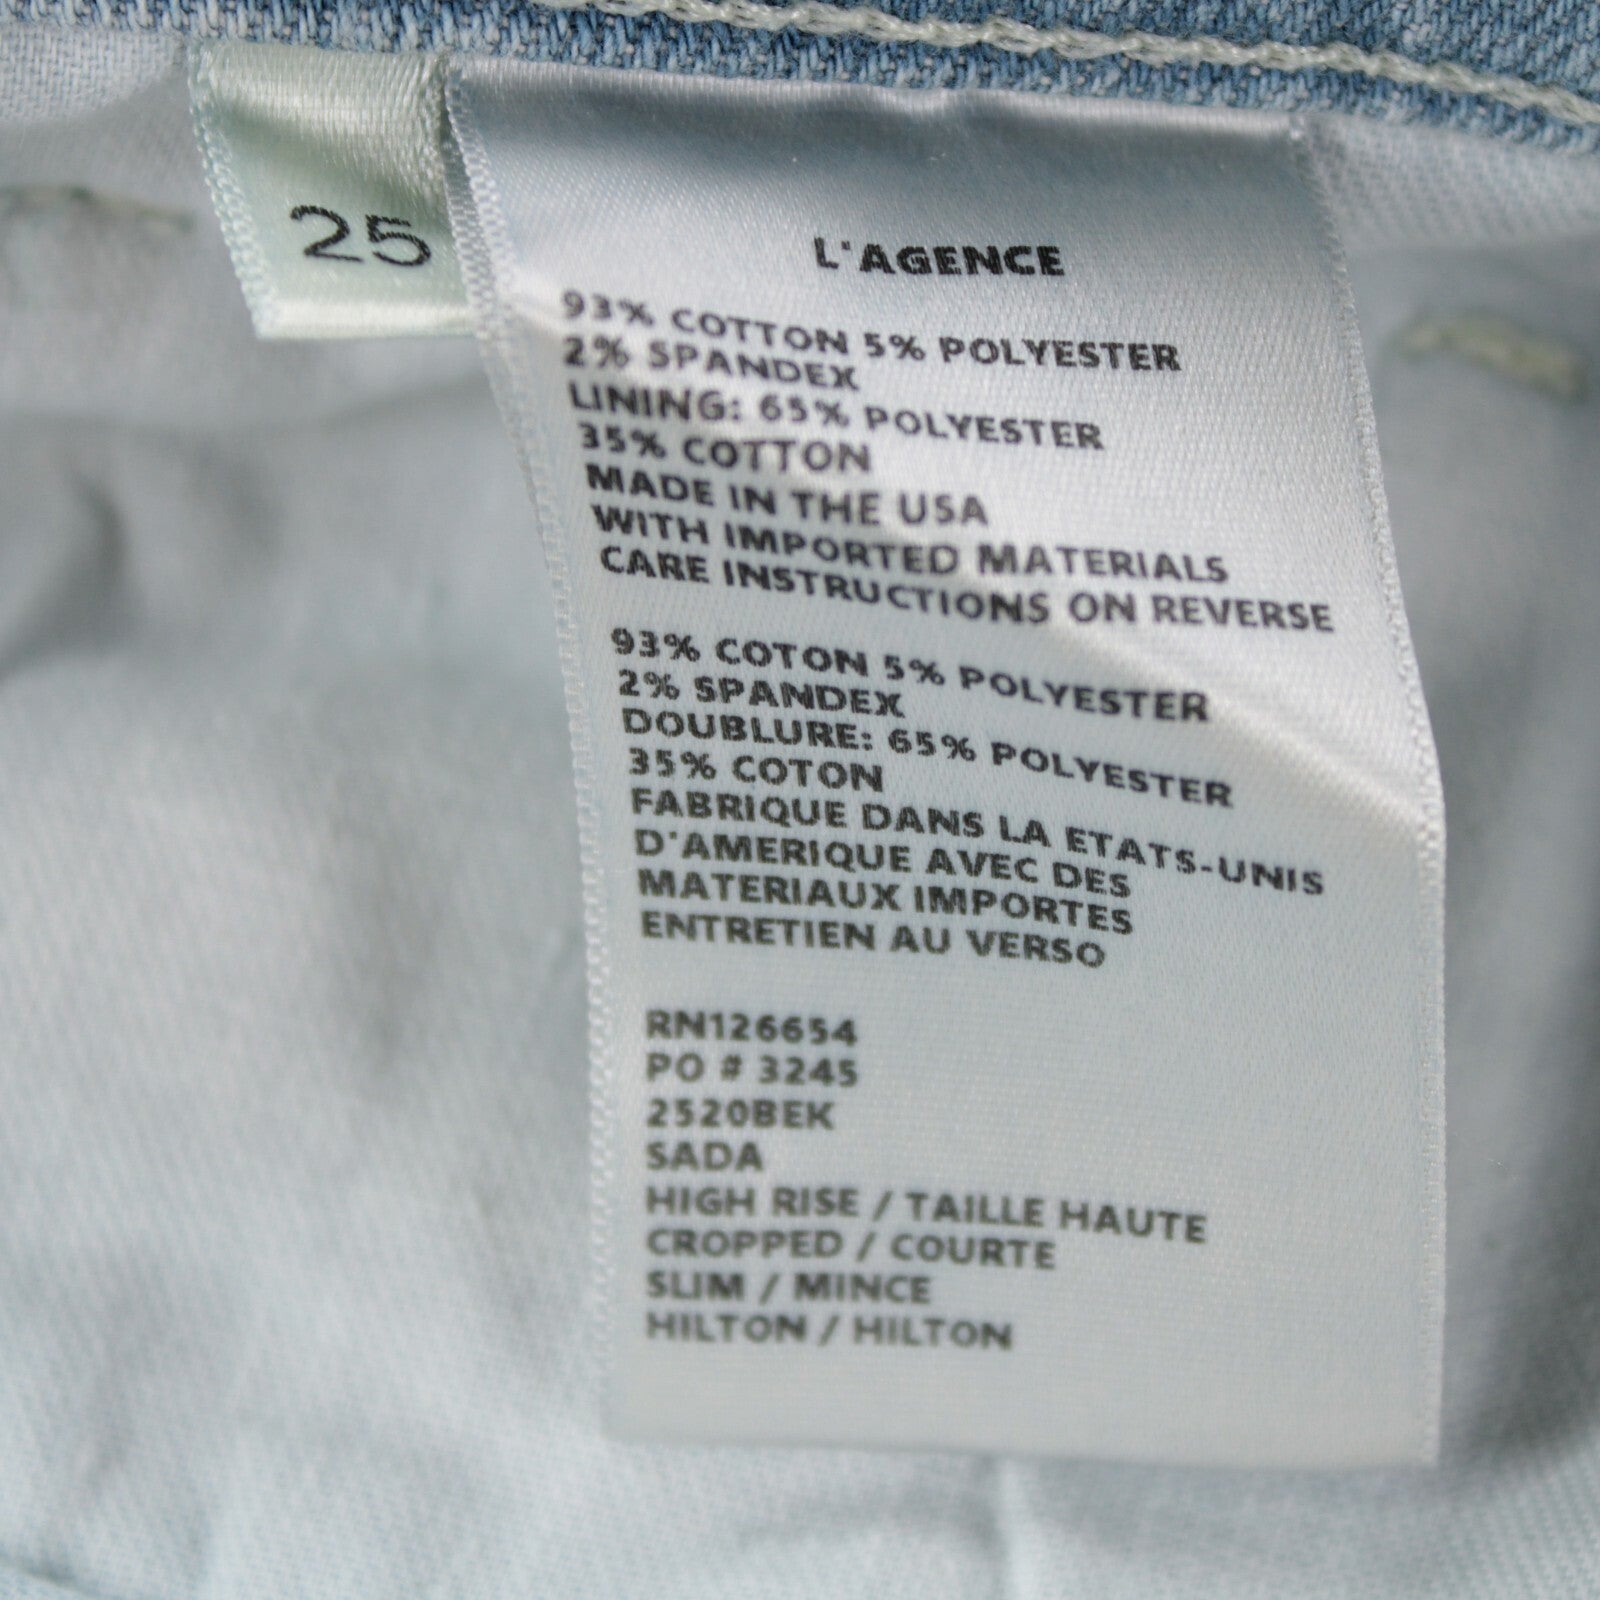 25
L'AGENCE
93% COTTON 5% POLYESTER
2% SPANDEX
LINING: 65% POLYESTER
35% COTTON
MADE IN THE USA
WITH IMPORTED MATERIALS
CARE INSTRUCTIONS ON REVERSE
93% COTON 5% POLYESTER
2% SPANDEX
DOUBLURE: 65% POLYESTER
35% COTON
FABRIQUE DANS LA ETATS-UNIS
D'AMERIQUE AVEC DES
MATERIAUX IMPORTES
ENTRETIEN AU VERSO
RN126654
PO # 3245
2520BEK
SADA
HIGH RISE / TAILLE HAUTE
CROPPED / COURTE
SLIM / MINCE
HILTON / HILTON